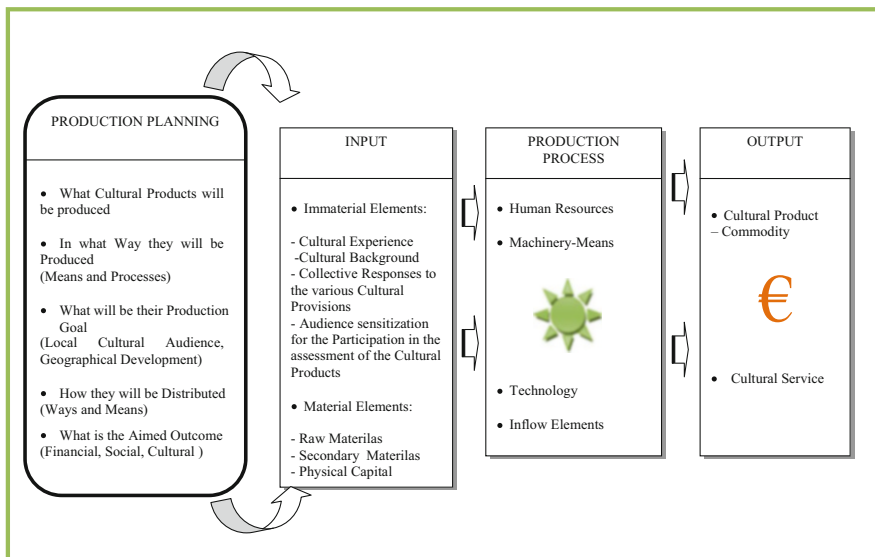 PRODUCTION PLANNING
• What Cultural Products will
be produced
• In what Way they will be
Produced
(Means and Processes)
• What will be their Production
Goal
(Local Cultural Audience,
Geographical Development)
• How they will be Distributed
(Ways and Means)
• What is the Aimed Outcome
(Financial, Social, Cultural )
INPUT
• Immaterial Elements:
- Cultural Experience
-Cultural Background
- Collective Responses to
the various Cultural
Provisions
- Audience sensitization
for the Participation in the
assessment of the Cultural
Products
• Material Elements:
- Raw Materilas
- Secondary Materilas
- Physical Capital
PRODUCTION
PROCESS
• Human Resources
• Machinery-Means
• Technology
• Inflow Elements
OUTPUT
• Cultural Product
– Commodity
€
• Cultural Service